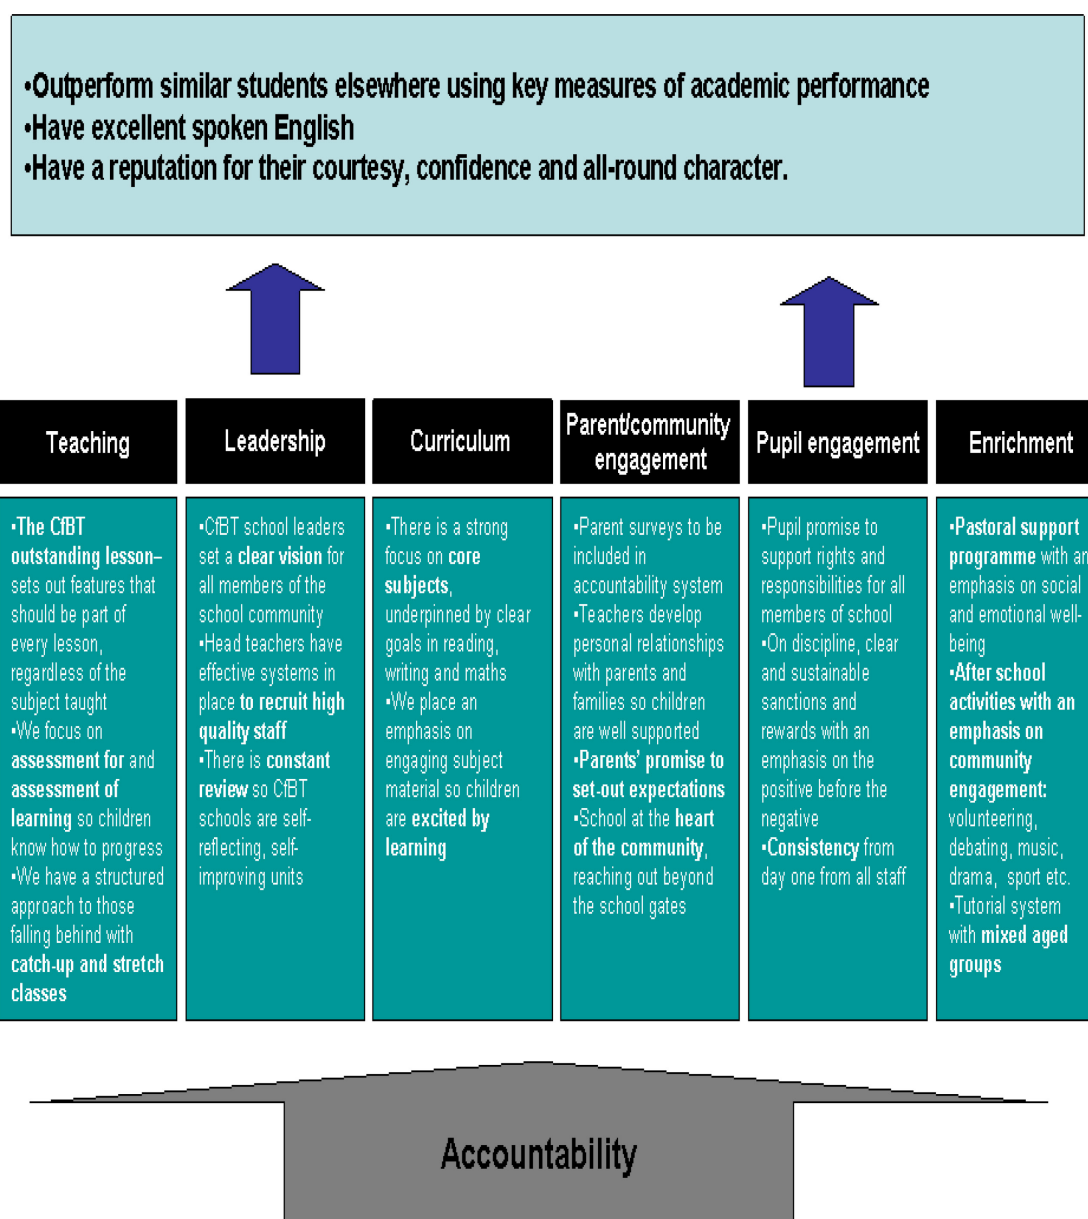 •Outperform similar students elsewhere using key measures of academic performance
•Have excellent spoken English
•Have a reputation for their courtesy, confidence and all-round character.
Teaching
•The CfBT
outstanding lesson–
sets out features that
should be part of
every lesson,
regardless of the
subject taught
•We focus on
assessment for and
assessment of
learning so children
know how to progress
•We have a structured
approach to those
falling behind with
catch-up and stretch
classes
Leadership
•CfBT school leaders
set a clear vision for
all members of the
school community
•Head teachers have
effective systems in
place to recruit high
quality staff
•There is constant
review so CfBT
schools are self-
reflecting, self-
improving units
Curriculum
•There is a strong
focus on core
subjects,
underpinned by clear
goals in reading,
writing and maths
•We place an
emphasis on
engaging subject
material so children
are excited by
learning
Parent/community
engagement
•Parent surveys to be
included in
accountability system
•Teachers develop
personal relationships
with parents and
families so children
are well supported
•Parents' promise to
set-out expectations
•School at the heart
of the community,
reaching out beyond
the school gates
Pupil engagement
•Pupil promise to
support rights and
responsibilities for all
members of school
•On discipline, clear
and sustainable
sanctions and
rewards with an
emphasis on the
positive before the
negative
•Consistency from
day one from all staff
Enrichment
•Pastoral support
programme with an
emphasis on social
and emotional well-
being
•After school
activities with an
emphasis on
community
engagement:
volunteering,
debating, music,
drama, sport etc.
•Tutorial system
with mixed aged
groups
Accountability